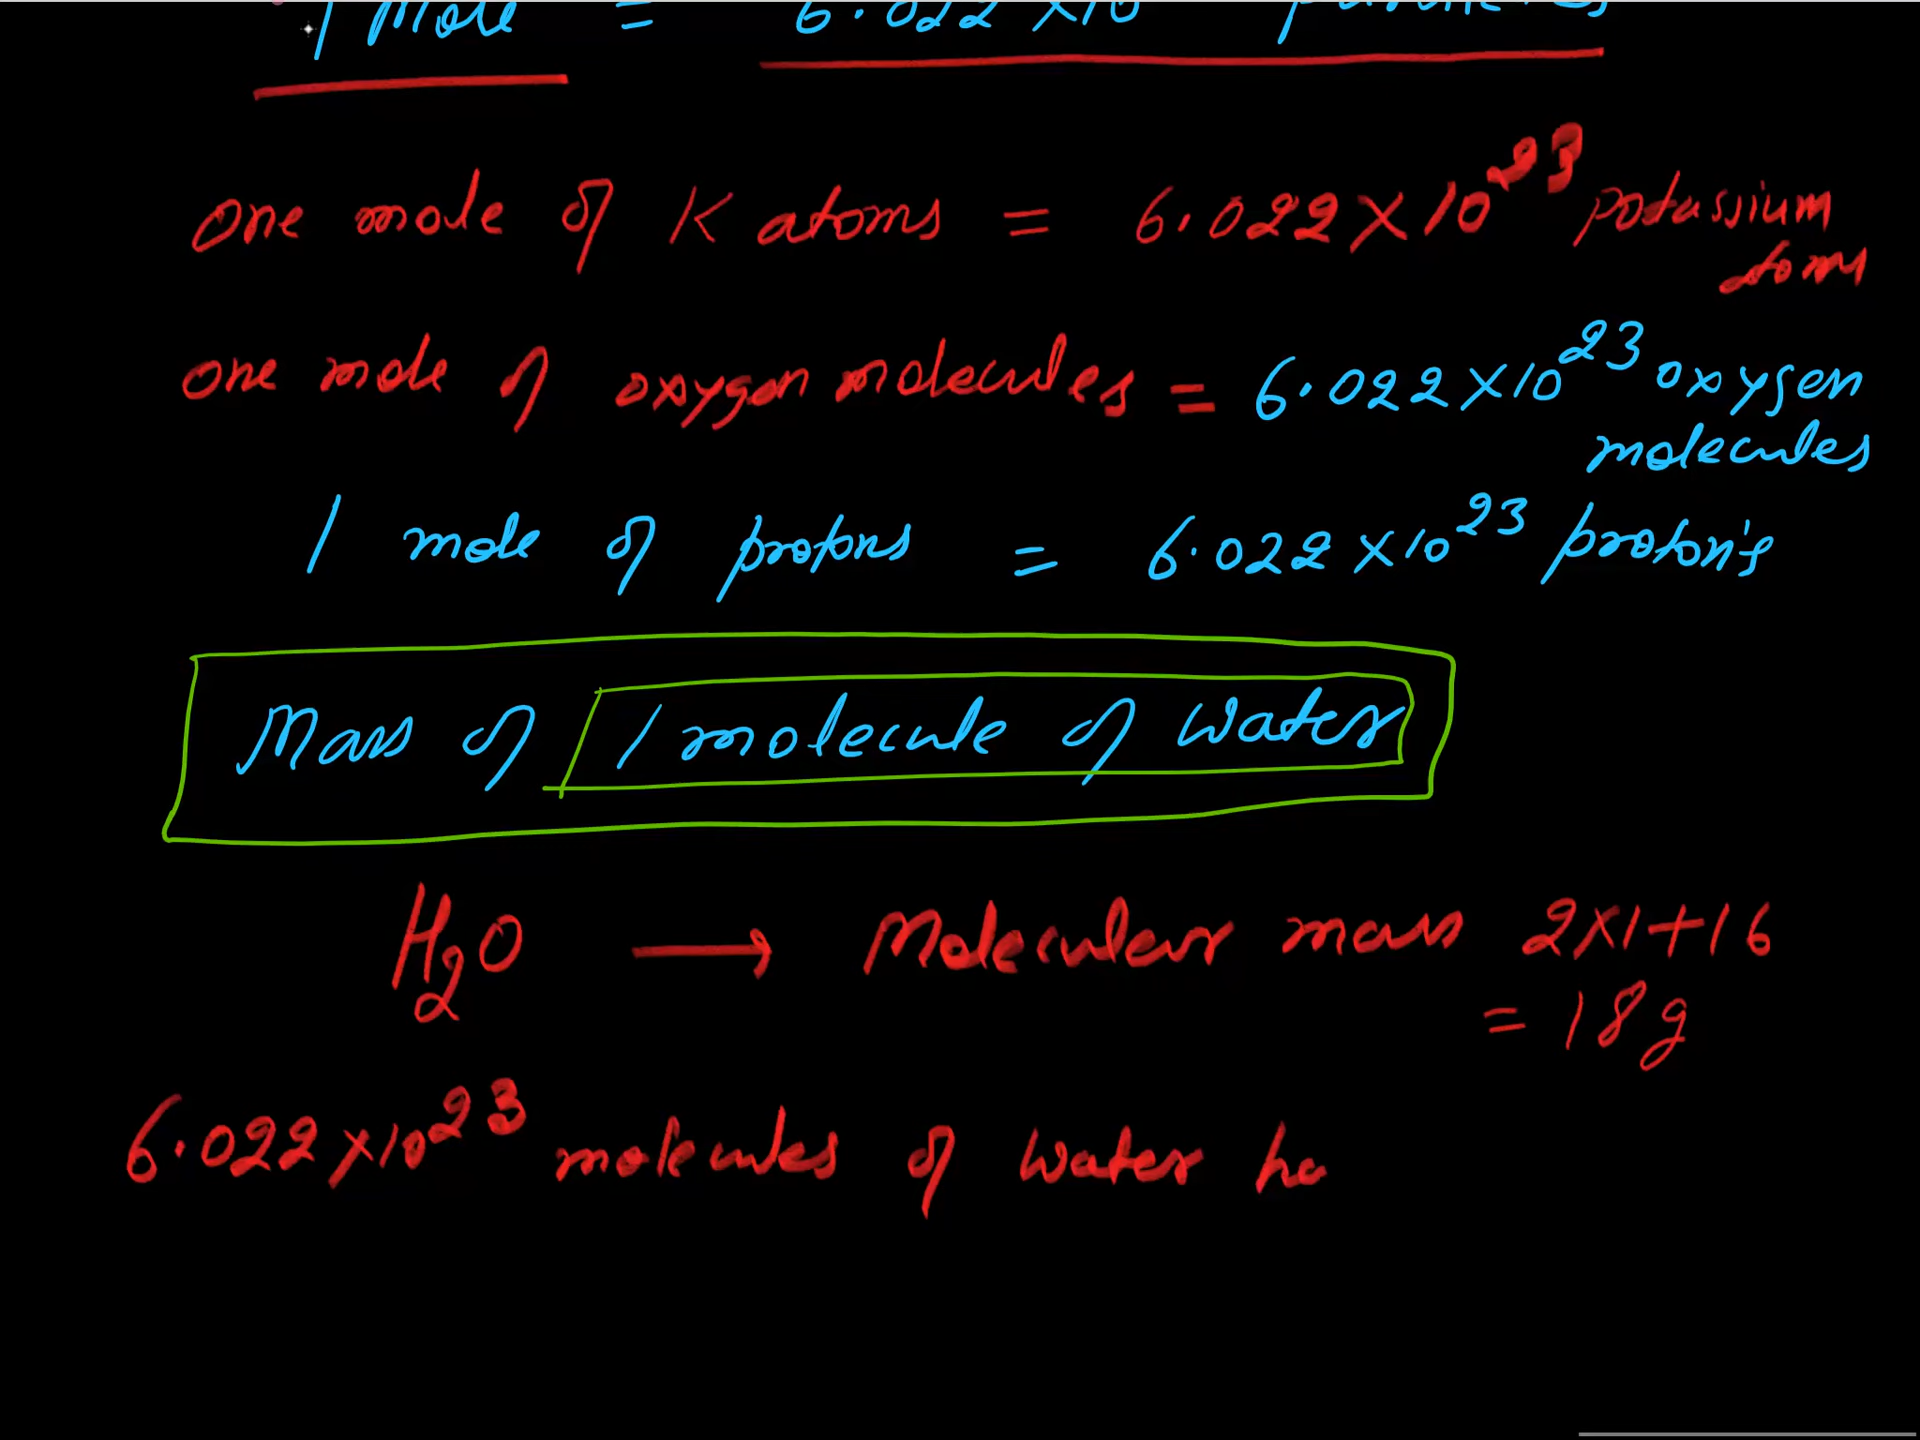 1 Mole = 6.022 ×10 particles
One mole of K atoms = 6.022×10²³ potassium
atoms
One mole of oxygen molecules = 6.022×10²³ oxygen
molecules
1 mole of protons = 6.022×10²³ proton's
Mass of 1 molecule of water
H₂O → Molecular mass 2×1+16
= 18g
6.022×10²³ molecules of water ha